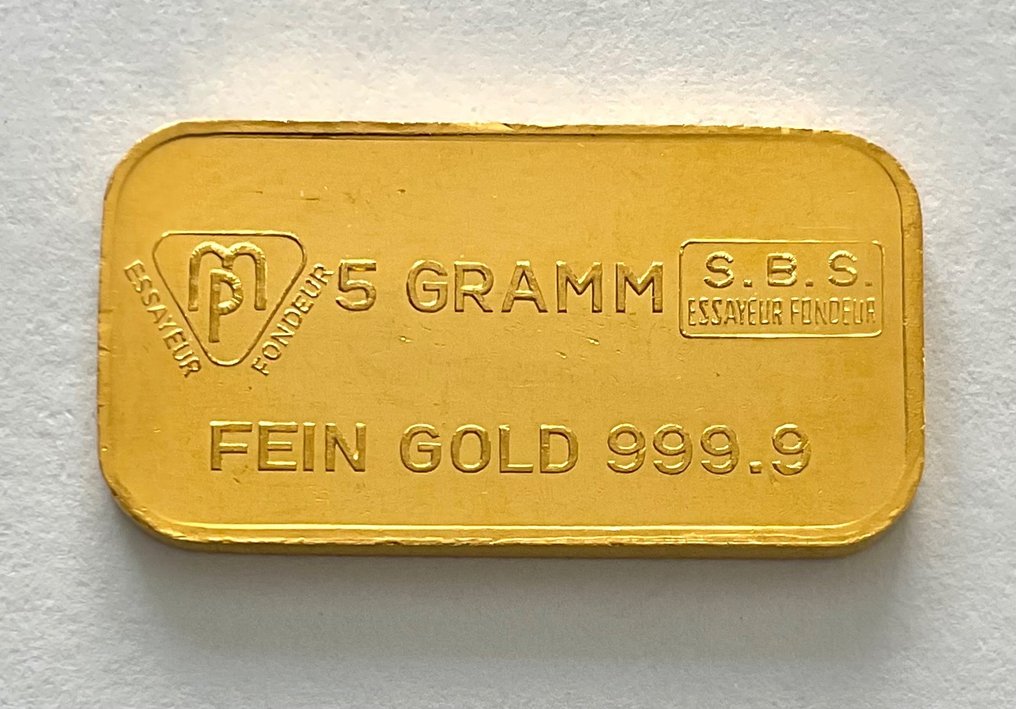 mp
ESSAYEUR
FONDEUR
5 GRAMM
S.B.S.
ESSAYEUR FONDEUR
FEIN GOLD 999.9